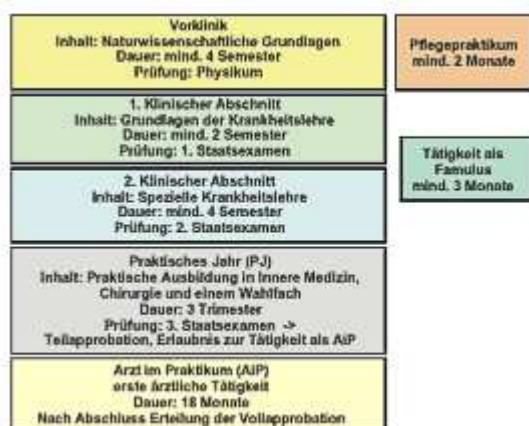 Vorklinik
Inhalt: Naturwissenschaftliche Grundlagen
Dauer: mind. 4 Semester
Prüfung: Physikum
Pflegepraktikum
mind. 2 Monate
1. Klinischer Abschnitt
Inhalt: Grundlagen der Krankheitslehre
Dauer: mind. 2 Semester
Prüfung: 1. Staatsexamen
Tätigkeit als
Famulus
mind. 3 Monate
2. Klinischer Abschnitt
Inhalt: Spezielle Krankheitslehre
Dauer: mind. 4 Semester
Prüfung: 2. Staatsexamen
Praktisches Jahr (PJ)
Inhalt: Praktische Ausbildung in Innere Medizin,
Chirurgie und einem Wahlfach
Dauer: 3 Trimester
Prüfung: 3. Staatsexamen ->
Teilapprobation, Erlaubnis zur Tätigkeit als AiP
Arzt im Praktikum (AiP)
erste ärztliche Tätigkeit
Dauer: 18 Monate
Nach Abschluss Erteilung der Vollapprobation